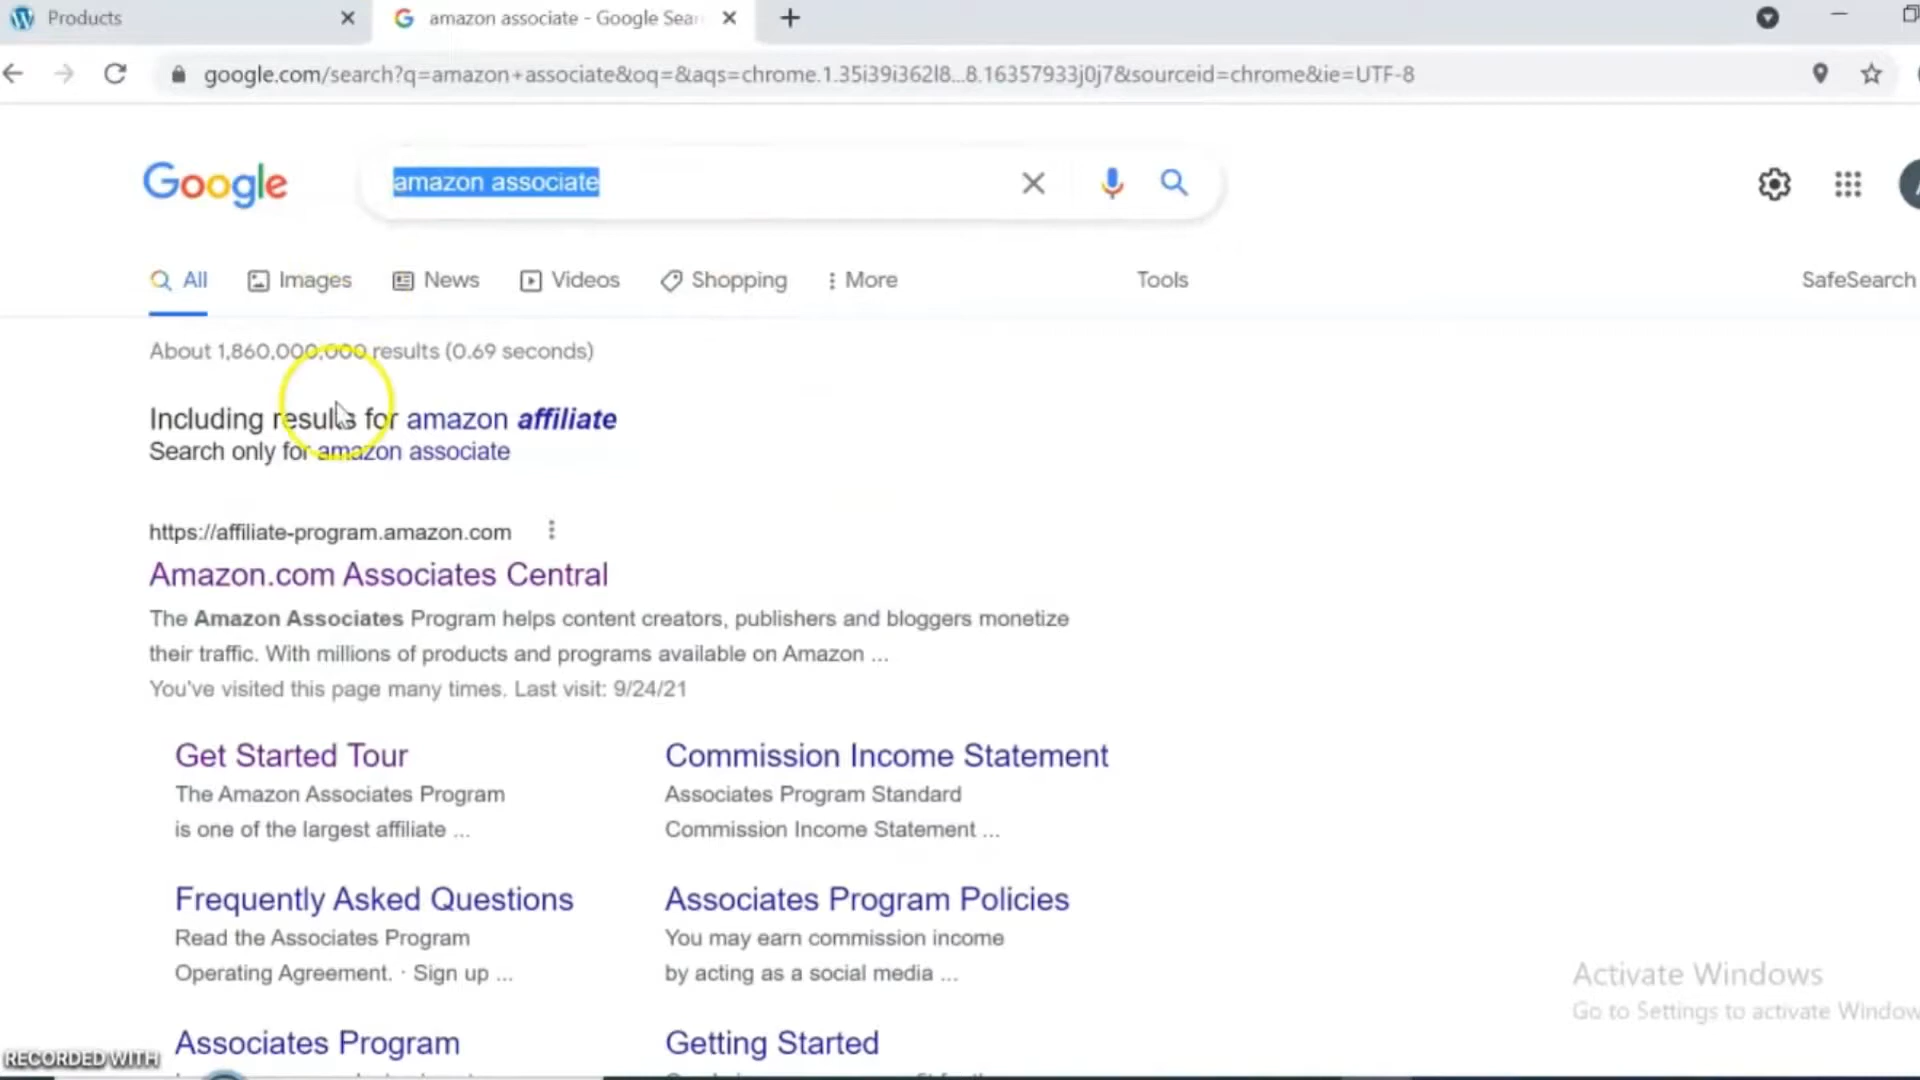 Products
amazon associate - Google Sear
google.com/search?q=amazon+associate&oq=&aqs=chrome.1.35i39i362l8...8.16357933j0j7&sourceid=chrome&ie=UTF-8
Google
amazon associate
All Images News Videos Shopping More Tools SafeSearch
About 1,860,000,000 results (0.69 seconds)
Including results for amazon affiliate
Search only for amazon associate
https://affiliate-program.amazon.com
Amazon.com Associates Central
The Amazon Associates Program helps content creators, publishers and bloggers monetize
their traffic. With millions of products and programs available on Amazon ...
You've visited this page many times. Last visit: 9/24/21
Get Started Tour
The Amazon Associates Program
is one of the largest affiliate ...
Commission Income Statement
Associates Program Standard
Commission Income Statement ...
Frequently Asked Questions
Read the Associates Program
Operating Agreement. · Sign up ...
Associates Program Policies
You may earn commission income
by acting as a social media ...
Associates Program
Getting Started
Activate Windows
Go to Settings to activate Window
RECORDED WITH